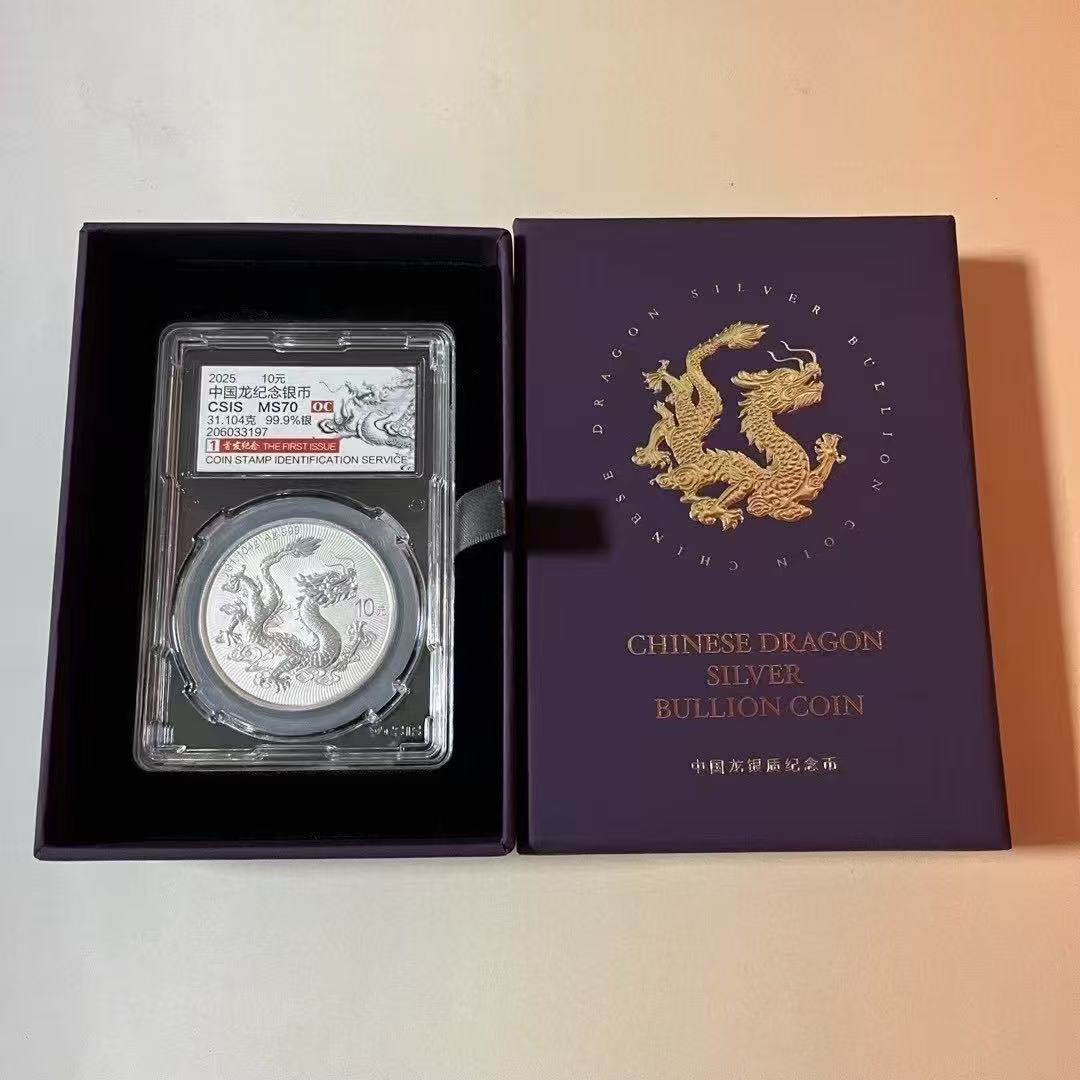 2025 10元
中国龙纪念银币
CSIS MS70 OC
31.104克 99.9%银
206033197
1 首发纪念 THE FIRST ISSUE
COIN STAMP IDENTIFICATION SERVICE
10元
CHINESE DRAGON SILVER BULLION COIN
CHINESE DRAGON
SILVER
BULLION COIN
中国龙银质纪念币